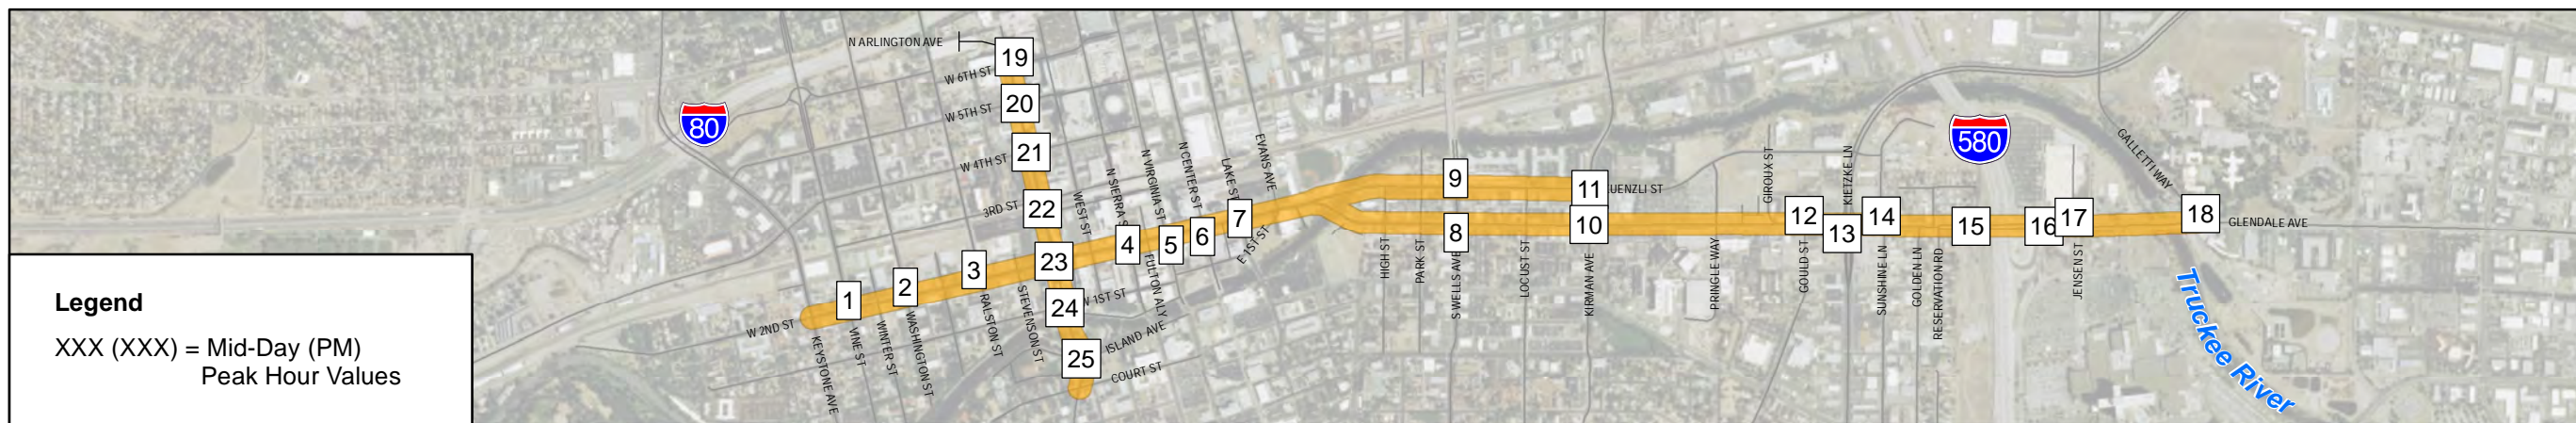 N ARLINGTON AVE
19
W 6TH ST
20
W 5TH ST
80
21
W 4TH ST
22
3RD ST
WEST ST
N SIERRA S
N VIRGINIA ST
N CENTER ST
LAKE ST
EVANS AVE
9
11
UENZLI ST
GIROUX ST
KIETZKE LN
580
GALLETTI WAY
23
4
5
6
7
8
10
12
13
14
15
16
17
18
GLENDALE AVE
1
2
3
24
25
W 2ND ST
KEYSTONE AVE
VINE ST
WINTER ST
WASHINGTON ST
RALSTON ST
STEVENSON ST
W 1ST ST
FULTON ALY
E 1ST ST
ISLAND AVE
COURT ST
HIGH ST
PARK ST
S WELLS AVE
LOCUST ST
KIRMAN AVE
PRINGLE WAY
GOULD ST
SUNSHINE LN
GOLDEN LN
RESERVATION RD
JENSEN ST
Truckee River
Legend
XXX (XXX) = Mid-Day (PM)
Peak Hour Values